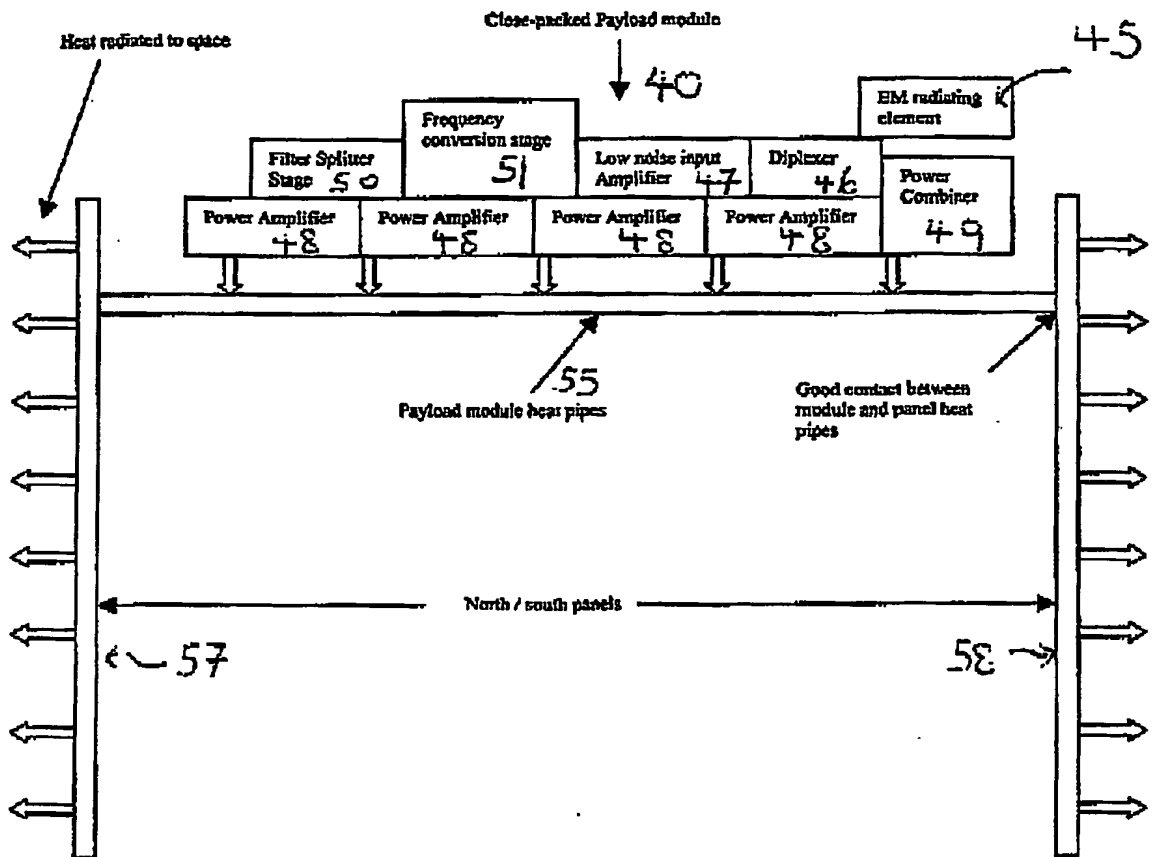 Close-packed Payload module
Heat radiated to space
45
40
EM radiating
element
Frequency
conversion stage
51
Filter Splitter
Stage 50
Low noise input
Amplifier 47
Diplexer
46
Power
Combiner
49
Power Amplifier
48
Power Amplifier
48
Power Amplifier
48
Power Amplifier
48
55
Payload module heat pipes
Good contact between
module and panel heat
pipes
North / south panels
57
58